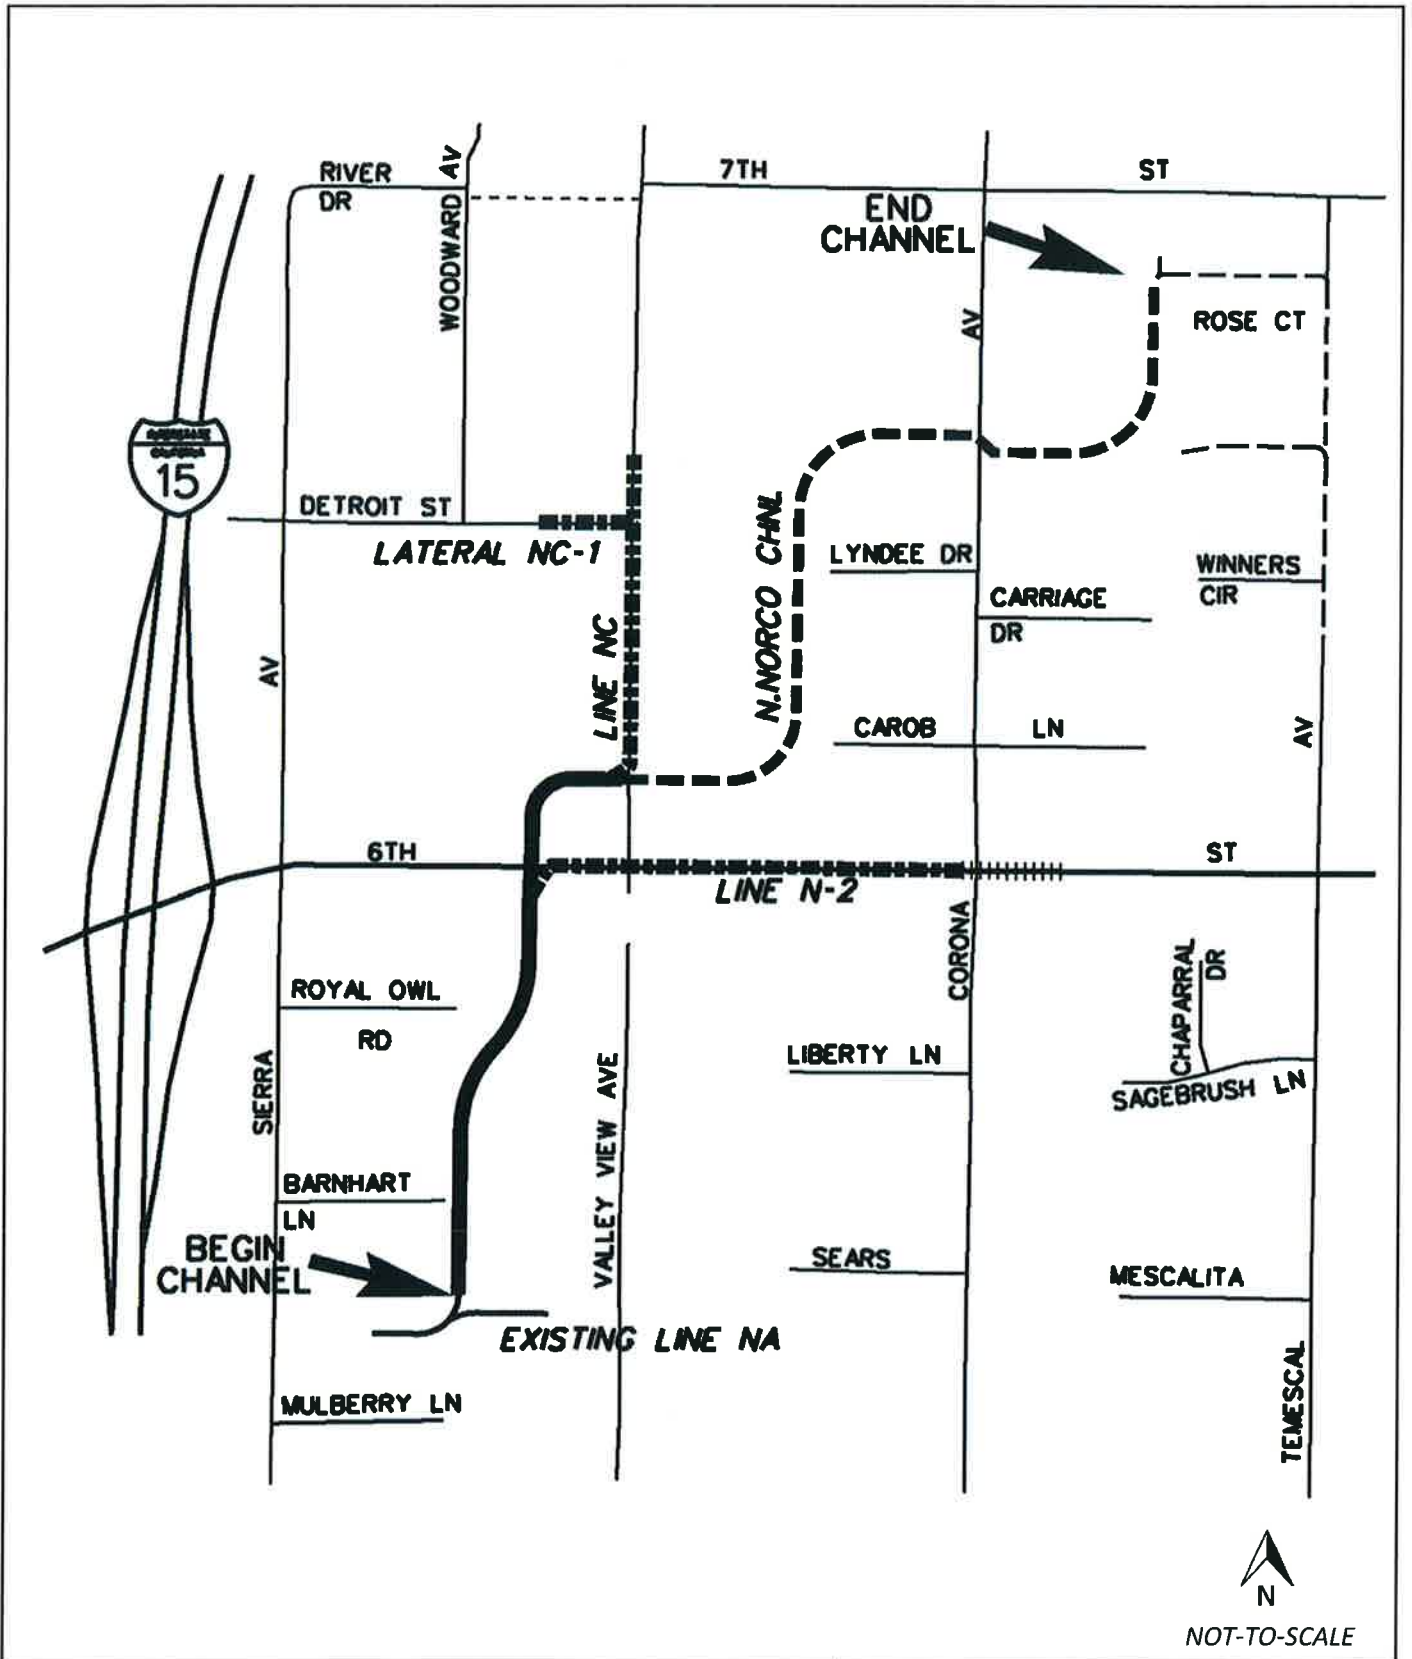 RIVER
DR
WOODWARD AV
7TH
ST
END
CHANNEL
AV
ROSE CT
15
DETROIT ST
LATERAL NC-1
LINE NC
N.NORCO CHNL
LYNDEE DR
WINNERS
CIR
CARRIAGE
DR
AV
CAROB
LN
AV
6TH
ST
LINE N-2
CORONA
ROYAL OWL
RD
CHAPARRAL
DR
LIBERTY LN
SAGEBRUSH LN
SIERRA
VALLEY VIEW AVE
BARNHART
LN
BEGIN
CHANNEL
SEARS
MESCALITA
EXISTING LINE NA
TEMESCAL
MULBERRY LN
N
NOT-TO-SCALE